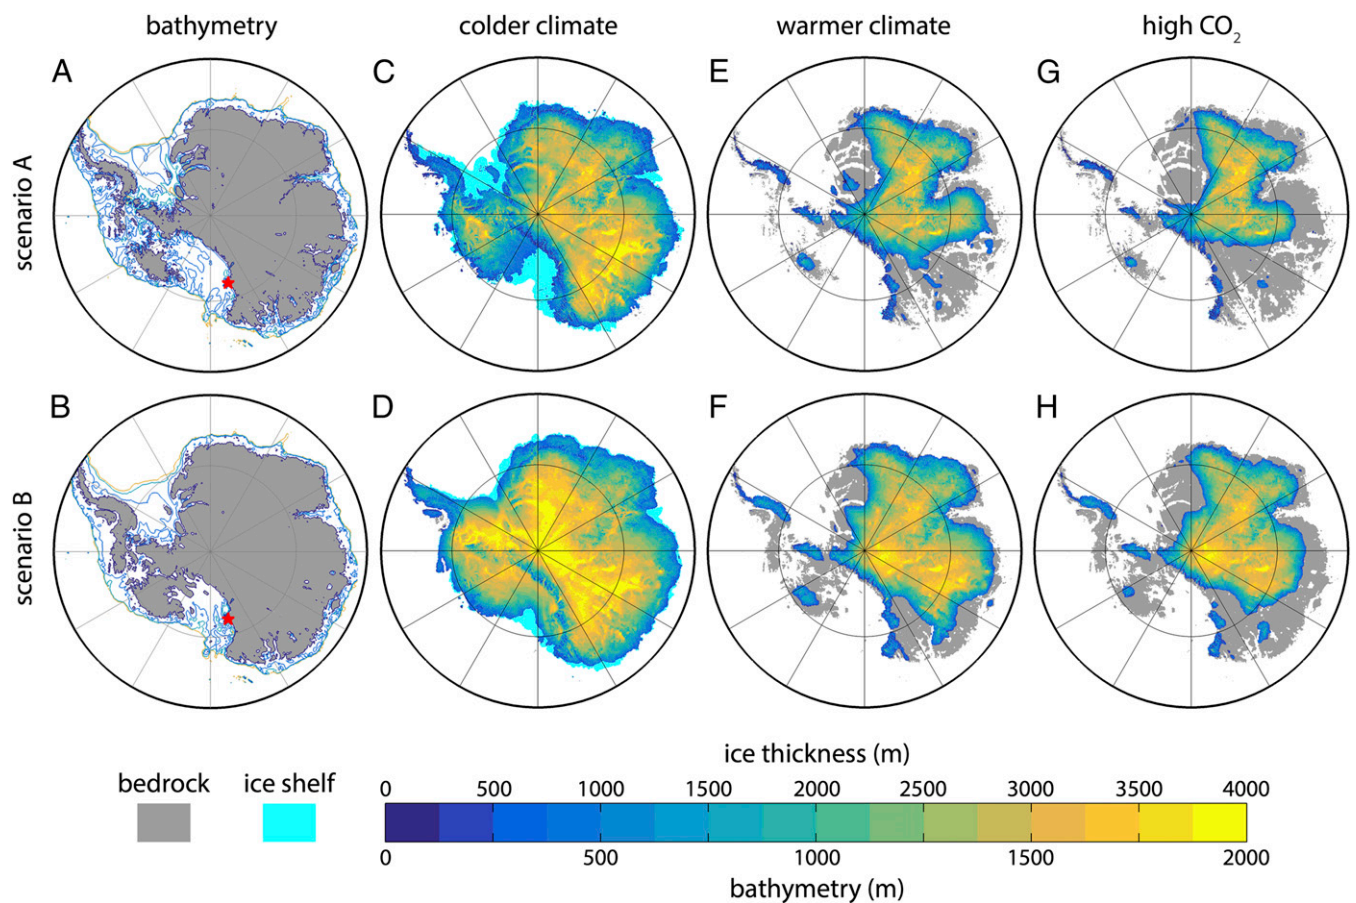 bathymetry colder climate warmer climate high CO₂
A C E G
scenario A
B D F H
scenario B
ice thickness (m)
bedrock ice shelf
0 500 1000 1500 2000 2500 3000 3500 4000
0 500 1000 1500 2000
bathymetry (m)